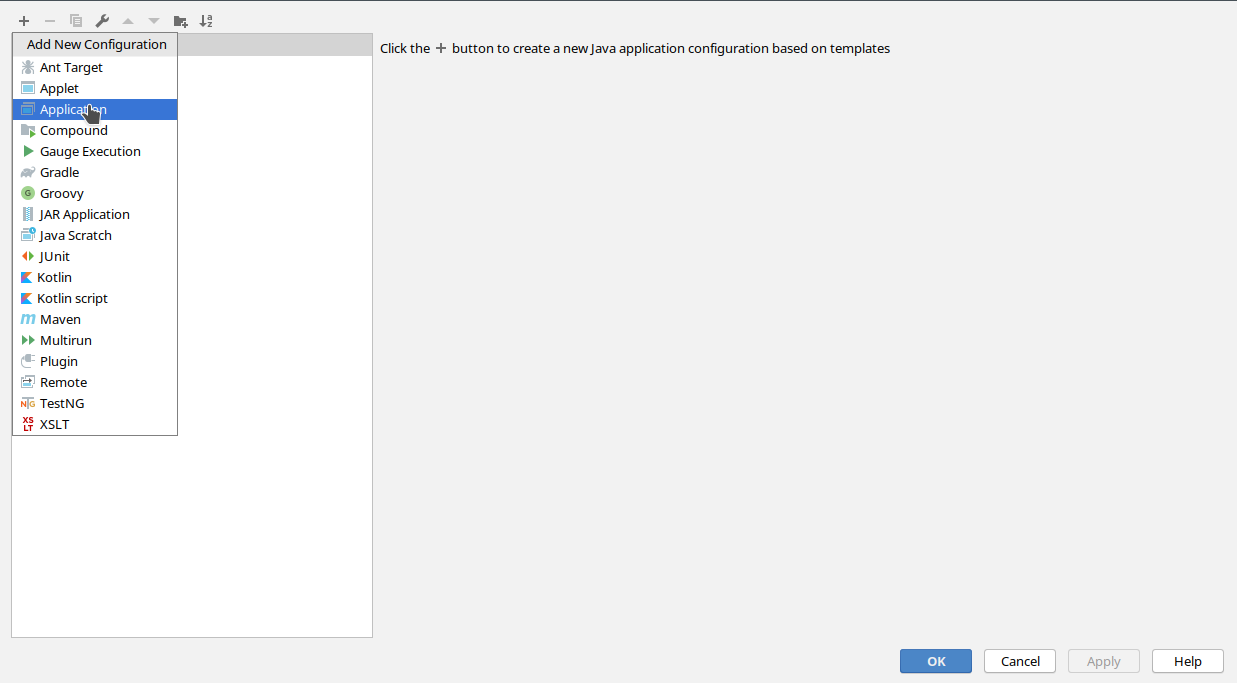 Add New Configuration
Click the + button to create a new Java application configuration based on templates
Ant Target
Applet
Application
Compound
Gauge Execution
Gradle
G Groovy
JAR Application
Java Scratch
JUnit
Kotlin
Kotlin script
m Maven
Multirun
Plugin
Remote
N G TestNG
XS LT XSLT
OK Cancel Apply Help